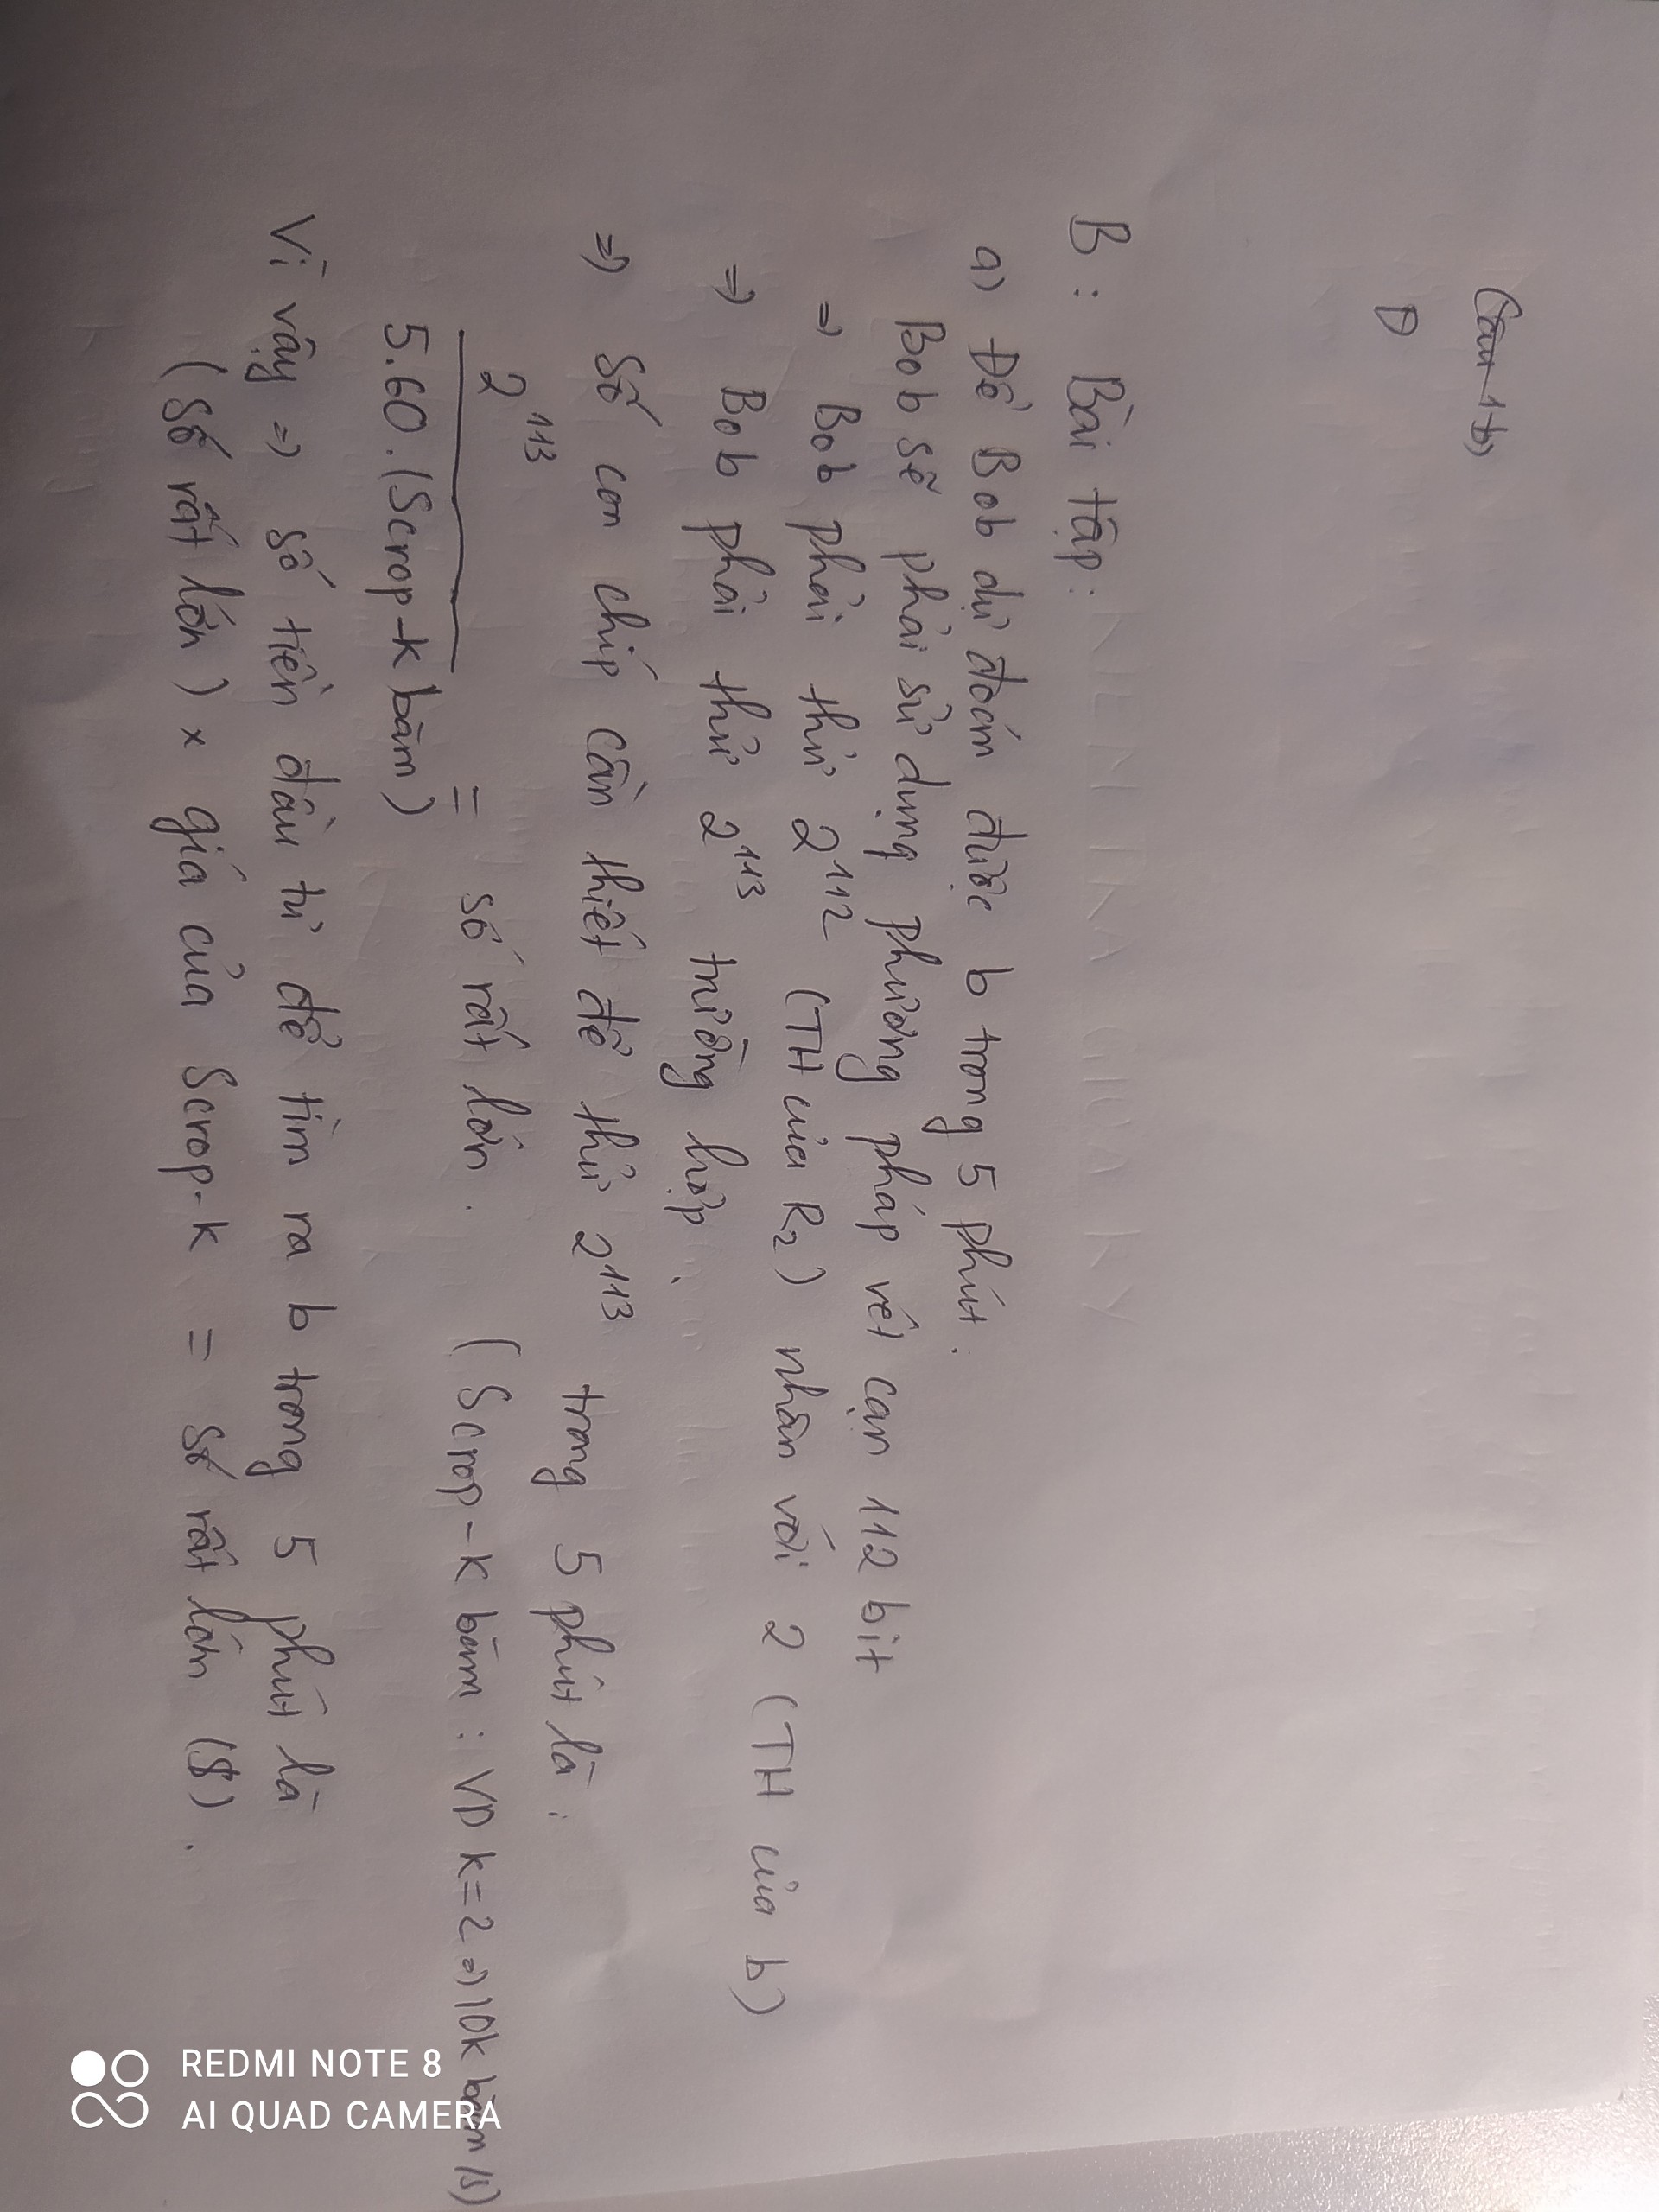 (Câu 1b)
D
B: Bài tập:
a) Để Bob dự đoán được b trong 5 phút:
Bob sẽ phải sử dụng phương pháp vét cạn 112 bit
⇒ Bob phải thử 2^112 (TH của R₂) nhân với 2 (TH của b)
⇒ Bob phải thử 2^113 trường hợp.
⇒ Số con chíp cần thiết để thử 2^113 trong 5 phút là:
2^113
= số rất lớn. (Scrop-k băm: VD k=2 ⇒ 10k băm/s)
5.60.(Scrop-k băm)
Vì vậy ⇒ số tiền đầu tư để tìm ra b trong 5 phút là
(số rất lớn) x giá của Scrop-k = số rất lớn ($).
REDMI NOTE 8
AI QUAD CAMERA